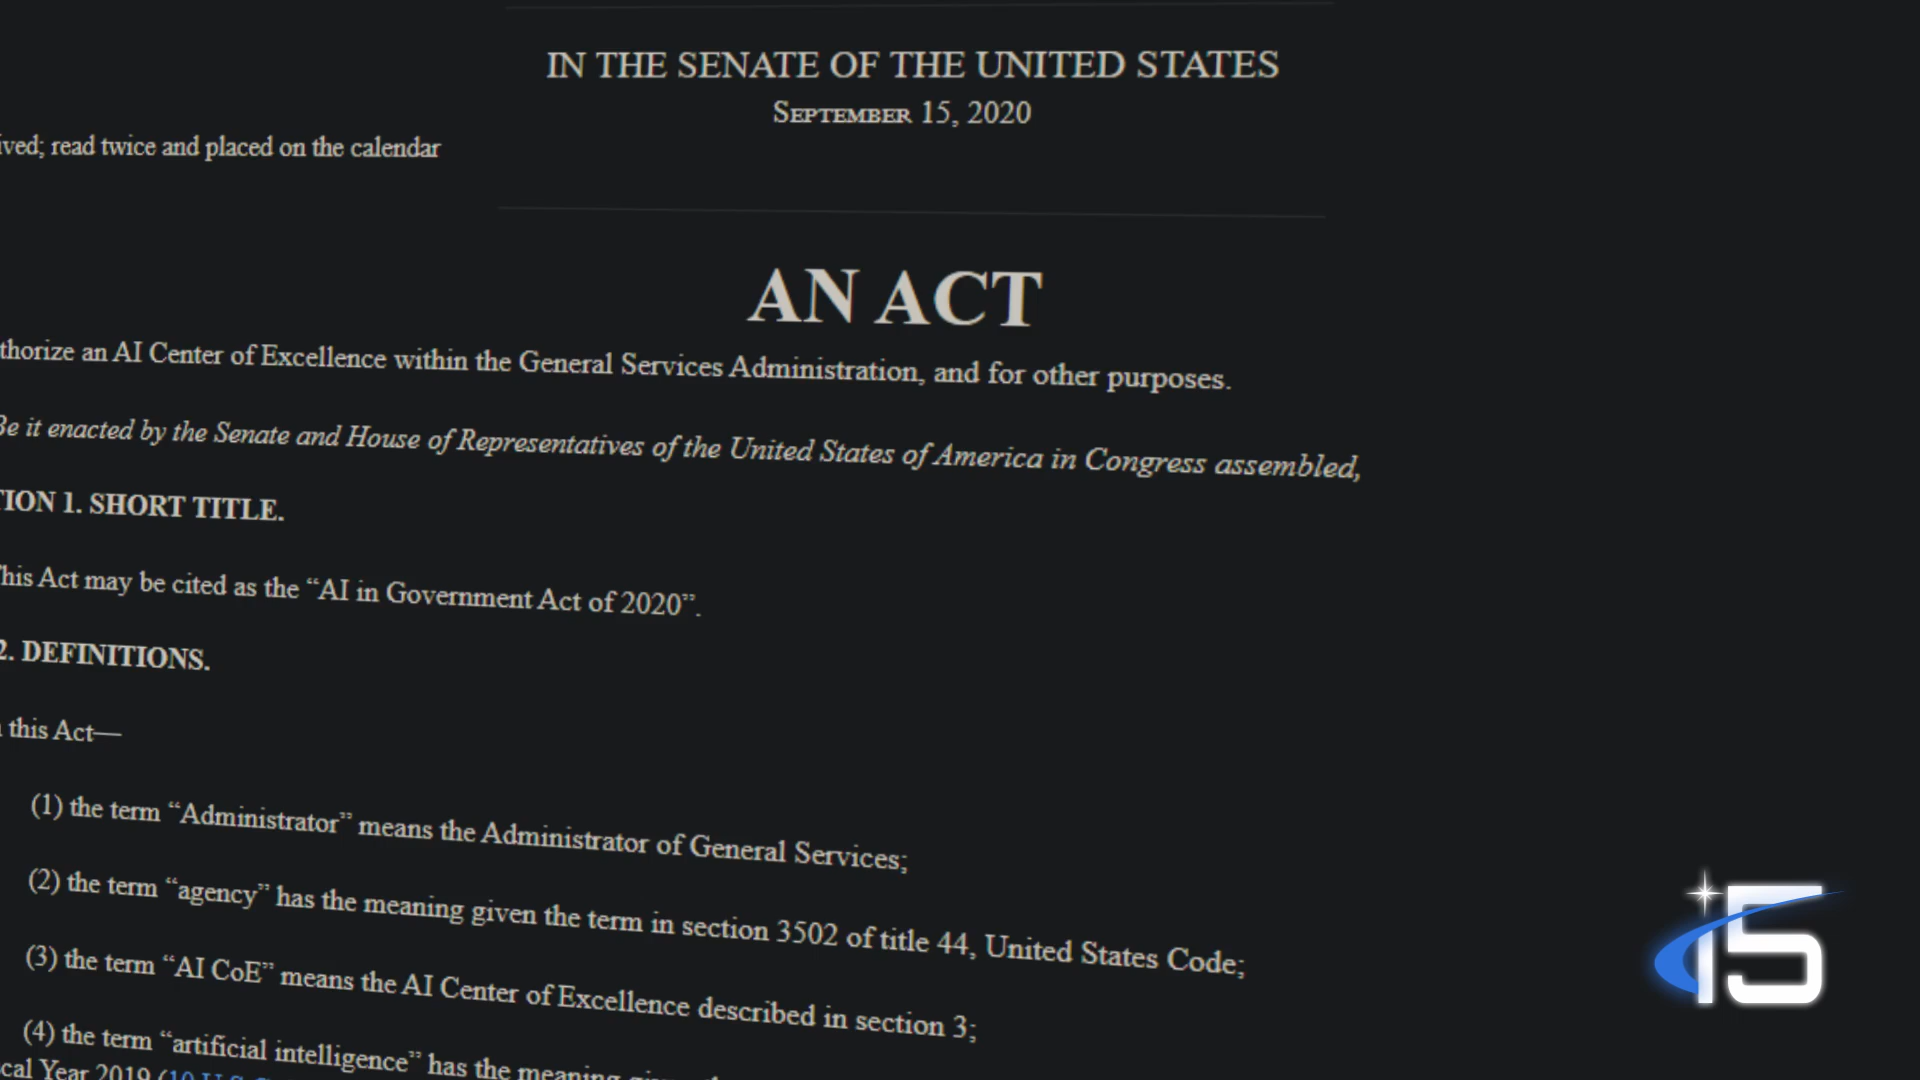 IN THE SENATE OF THE UNITED STATES
September 15, 2020
ived; read twice and placed on the calendar
AN ACT
thorize an AI Center of Excellence within the General Services Administration, and for other purposes.
Be it enacted by the Senate and House of Representatives of the United States of America in Congress assembled,
TION 1. SHORT TITLE.
This Act may be cited as the “AI in Government Act of 2020”.
2. DEFINITIONS.
this Act—
(1) the term “Administrator” means the Administrator of General Services;
(2) the term “agency” has the meaning given the term in section 3502 of title 44, United States Code;
(3) the term “AI CoE” means the AI Center of Excellence described in section 3;
(4) the term “artificial intelligence” has the meaning
cal Year 2019 (10 U.S.
15